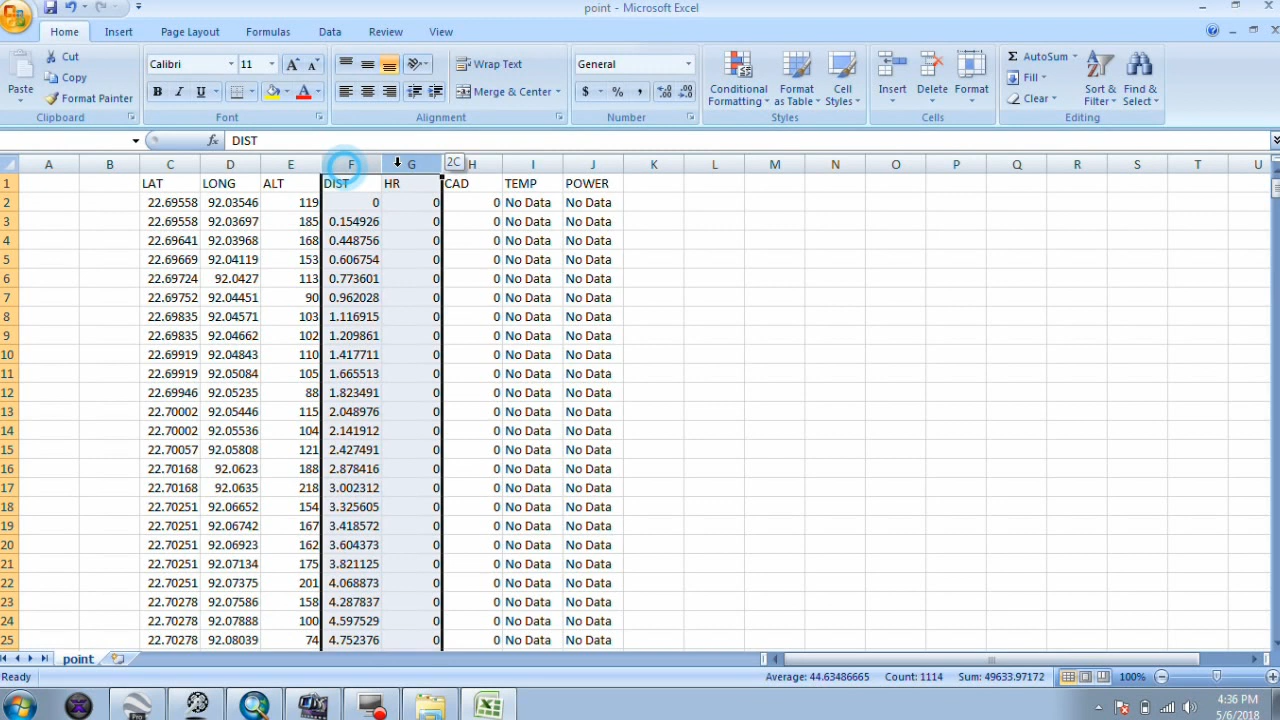 point - Microsoft Excel
Home Insert Page Layout Formulas Data Review View
Cut Calibri 11 Wrap Text General AutoSum
Copy
Paste Format Painter Merge & Center $ % , Conditional Formatting Format as Table Cell Styles Insert Delete Format Fill Clear Sort & Filter Find & Select
Clipboard Font Alignment Number Styles Cells Editing
fx DIST
A B C D E F G 2C H I J K L M N O P Q R S T U
1 LAT LONG ALT DIST HR CAD TEMP POWER
2 22.69558 92.03546 119 0 0 0 No Data No Data
3 22.69558 92.03697 185 0.154926 0 0 No Data No Data
4 22.69641 92.03968 168 0.448756 0 0 No Data No Data
5 22.69669 92.04119 153 0.606754 0 0 No Data No Data
6 22.69724 92.0427 113 0.773601 0 0 No Data No Data
7 22.69752 92.04451 90 0.962028 0 0 No Data No Data
8 22.69835 92.04571 103 1.116915 0 0 No Data No Data
9 22.69835 92.04662 102 1.209861 0 0 No Data No Data
10 22.69919 92.04843 110 1.417711 0 0 No Data No Data
11 22.69919 92.05084 105 1.665513 0 0 No Data No Data
12 22.69946 92.05235 88 1.823491 0 0 No Data No Data
13 22.70002 92.05446 115 2.048976 0 0 No Data No Data
14 22.70002 92.05536 104 2.141912 0 0 No Data No Data
15 22.70057 92.05808 121 2.427491 0 0 No Data No Data
16 22.70168 92.0623 188 2.878416 0 0 No Data No Data
17 22.70168 92.0635 218 3.002312 0 0 No Data No Data
18 22.70251 92.06652 154 3.325605 0 0 No Data No Data
19 22.70251 92.06742 167 3.418572 0 0 No Data No Data
20 22.70251 92.06923 162 3.604373 0 0 No Data No Data
21 22.70251 92.07134 175 3.821125 0 0 No Data No Data
22 22.70251 92.07375 201 4.068873 0 0 No Data No Data
23 22.70278 92.07586 158 4.287837 0 0 No Data No Data
24 22.70278 92.07888 100 4.597529 0 0 No Data No Data
25 22.70278 92.08039 74 4.752376 0 0 No Data No Data
point
Ready Average: 44.63486665 Count: 1114 Sum: 49633.97172 100%
Pro 4:36 PM
5/6/2018